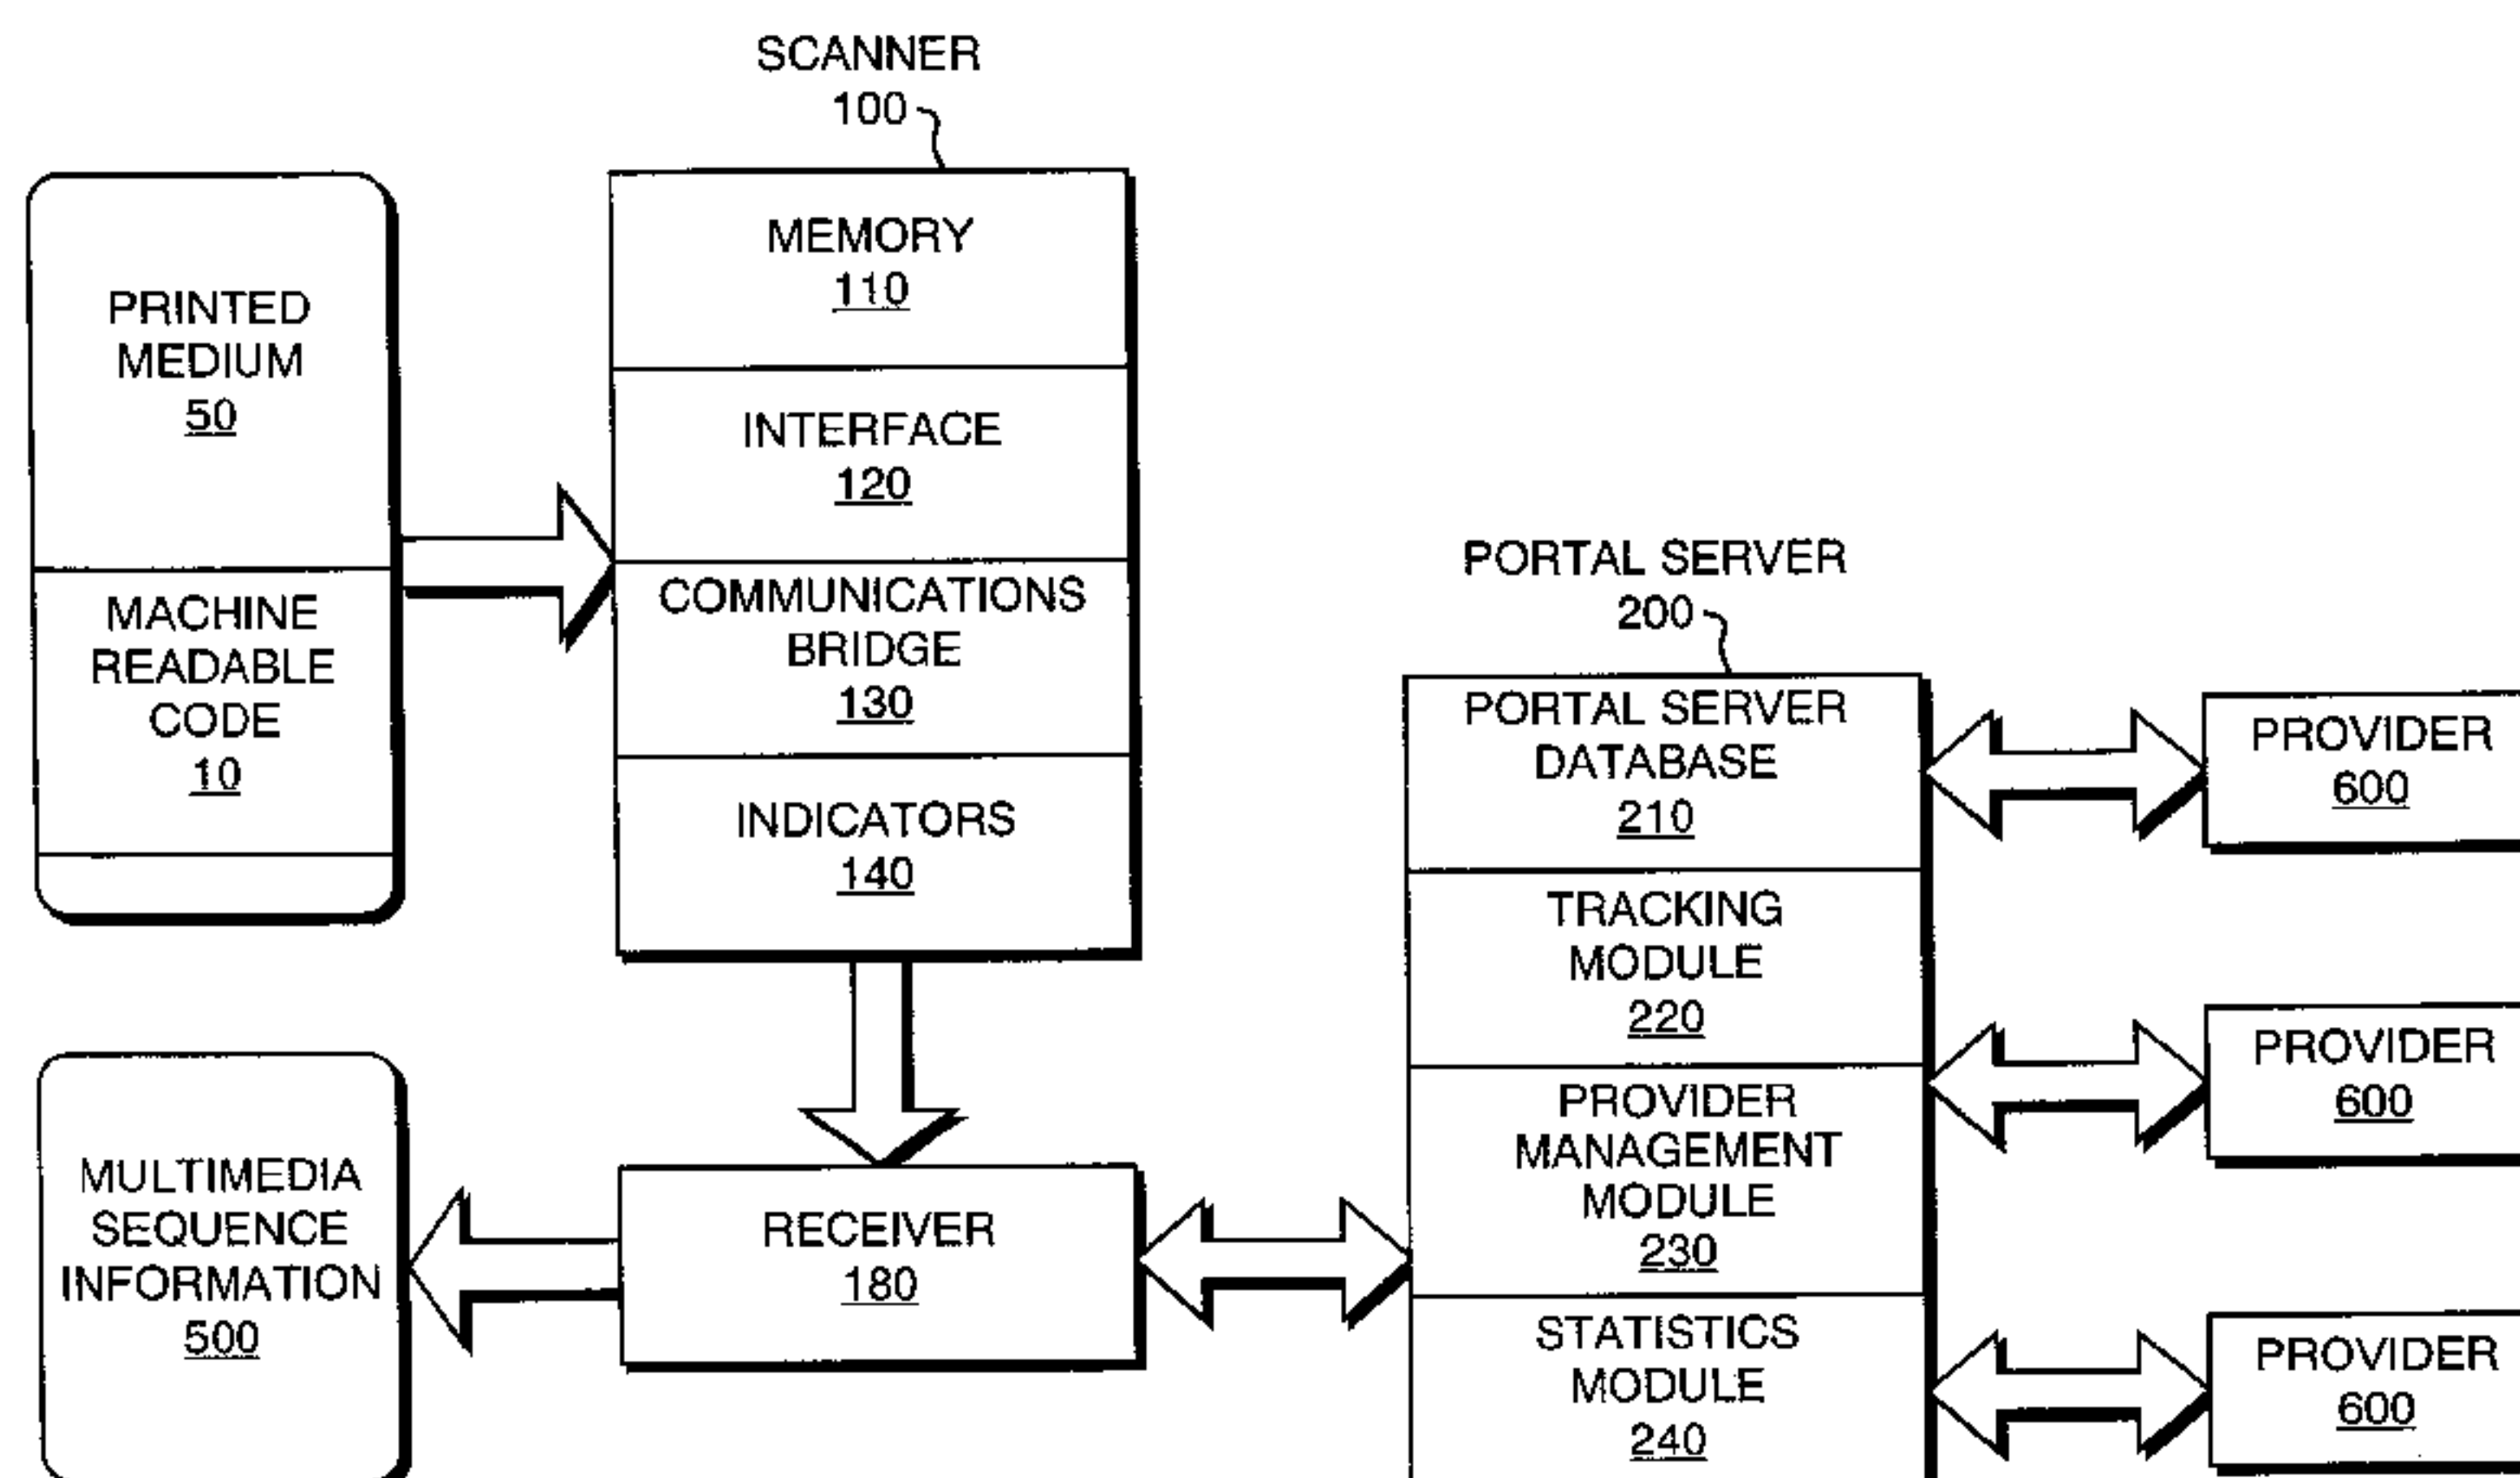 SCANNER
100
PRINTED
MEDIUM
50
MACHINE
READABLE
CODE
10
MEMORY
110
INTERFACE
120
COMMUNICATIONS
BRIDGE
130
INDICATORS
140
PORTAL SERVER
200
PORTAL SERVER
DATABASE
210
TRACKING
MODULE
220
PROVIDER
MANAGEMENT
MODULE
230
STATISTICS
MODULE
240
PROVIDER
600
PROVIDER
600
PROVIDER
600
MULTIMEDIA
SEQUENCE
INFORMATION
500
RECEIVER
180